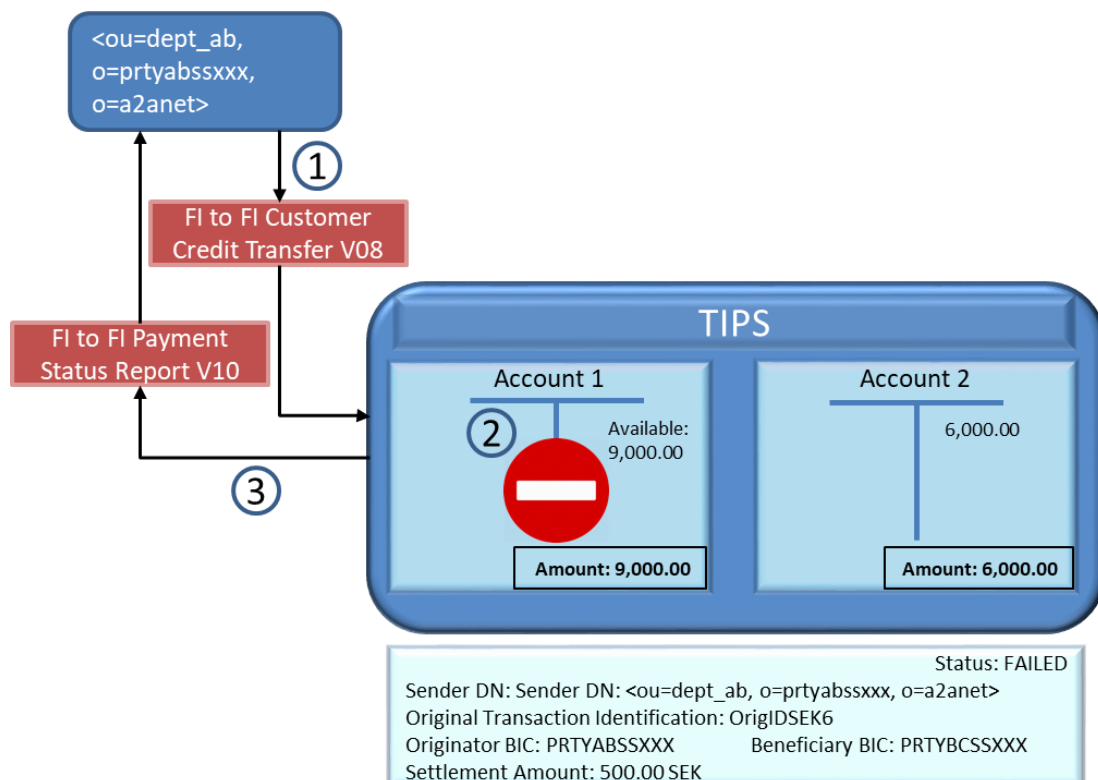 <ou=dept_ab,
o=prtyabssxxx,
o=a2anet>
1
FI to FI Customer
Credit Transfer V08
FI to FI Payment
Status Report V10
TIPS
Account 1
2
Available:
9,000.00
Amount: 9,000.00
Account 2
6,000.00
Amount: 6,000.00
3
Status: FAILED
Sender DN: Sender DN: <ou=dept_ab, o=prtyabssxxx, o=a2anet>
Original Transaction Identification: OrigIDSEK6
Originator BIC: PRTYABSSXXX Beneficiary BIC: PRTYBCSSXXX
Settlement Amount: 500.00 SEK